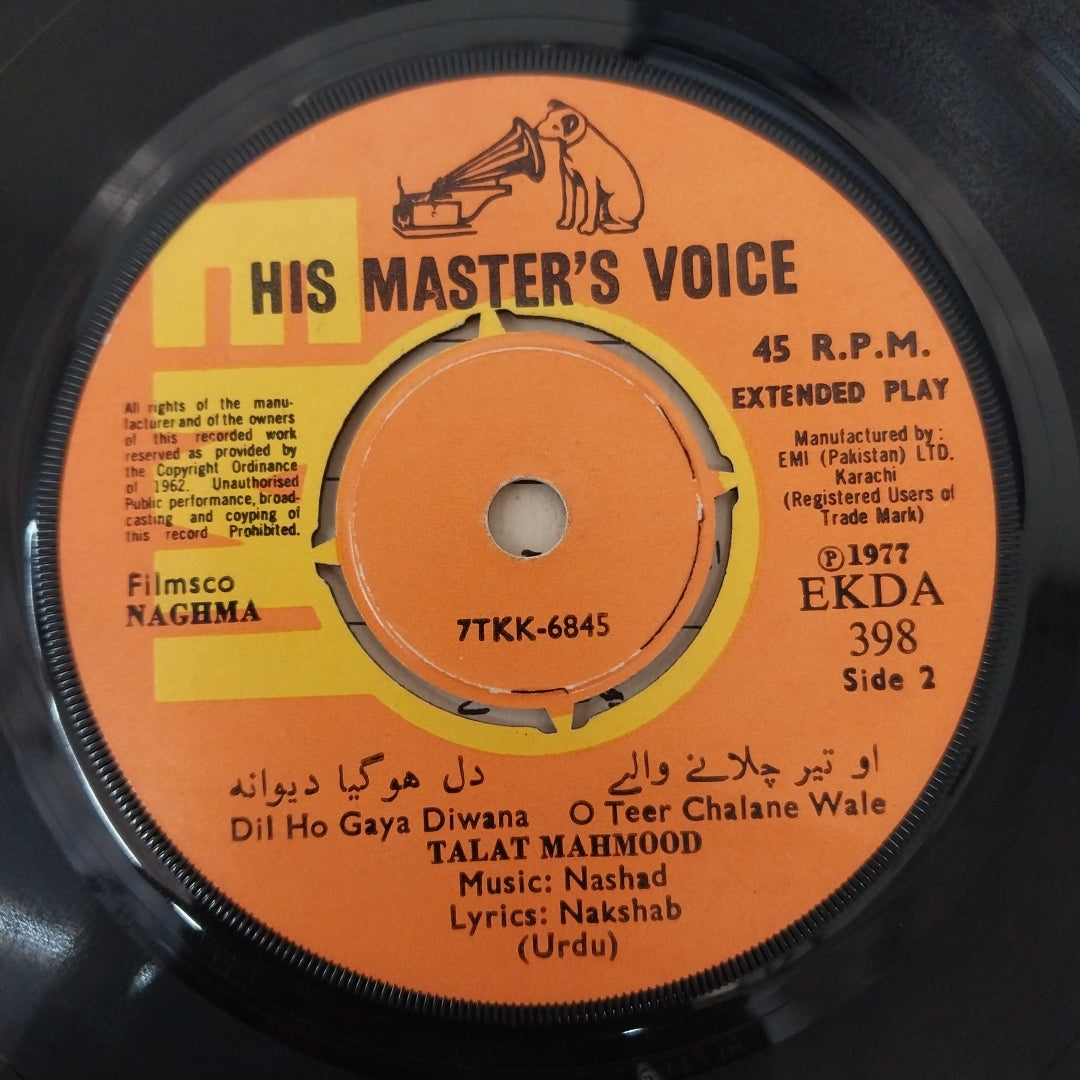 HIS MASTER'S VOICE
45 R.P.M.
EXTENDED PLAY
All rights of the manu-
facturer and of the owners
of this recorded work
reserved as provided by
the Copyright Ordinance
of 1962. Unauthorised
Public performance, broad-
casting and coyping of
this record Prohibited.
Manufactured by :
EMI (Pakistan) LTD.
Karachi
(Registered Users of
Trade Mark)
℗ 1977
EKDA
398
Side 2
Filmsco
NAGHMA
EMI
7TKK-6845
او تیر چلانے والے
دل هوگیا دیوانه
Dil Ho Gaya Diwana O Teer Chalane Wale
TALAT MAHMOOD
Music: Nashad
Lyrics: Nakshab
(Urdu)